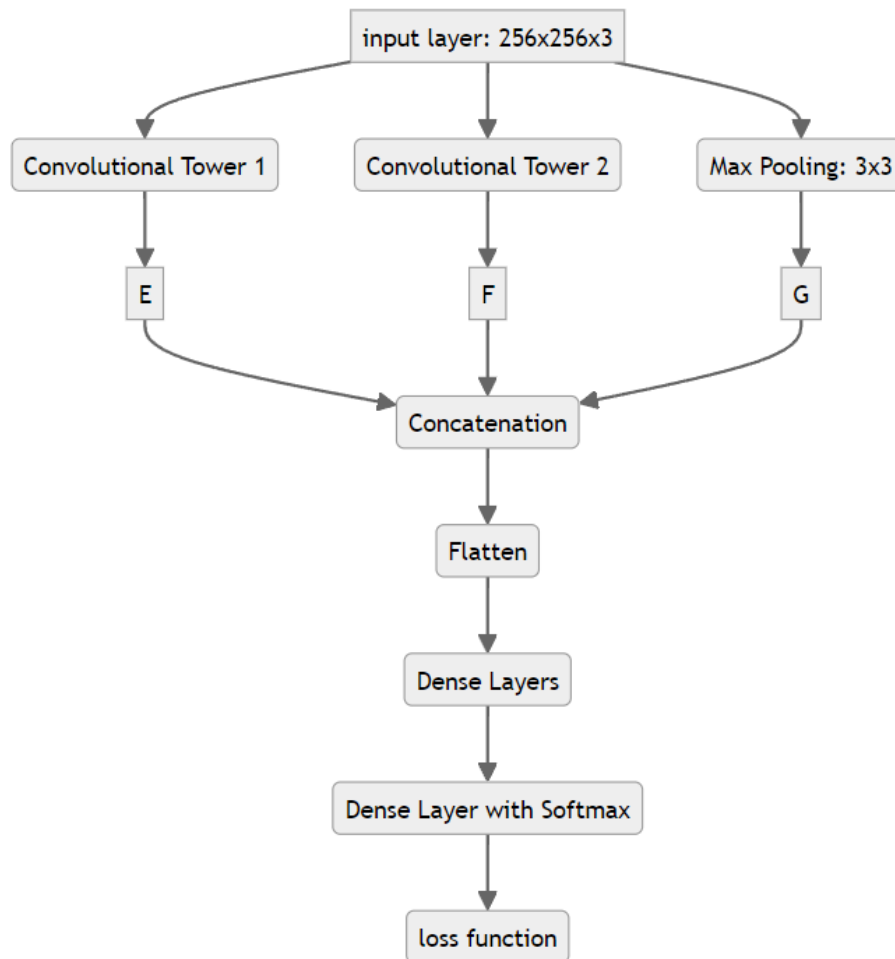 input layer: 256x256x3
Convolutional Tower 1
Convolutional Tower 2
Max Pooling: 3x3
E
F
G
Concatenation
Flatten
Dense Layers
Dense Layer with Softmax
loss function